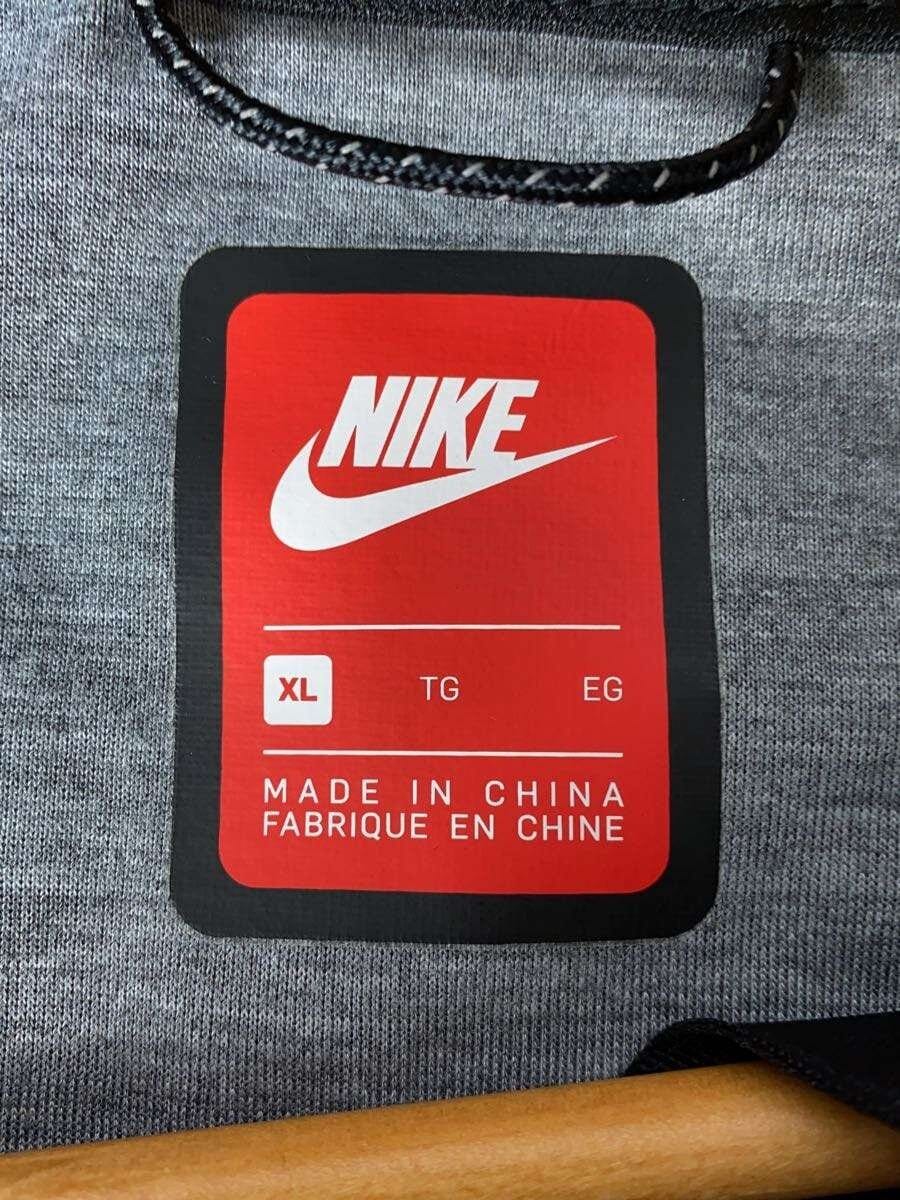 NIKE
XL TG EG
MADE IN CHINA
FABRIQUE EN CHINE